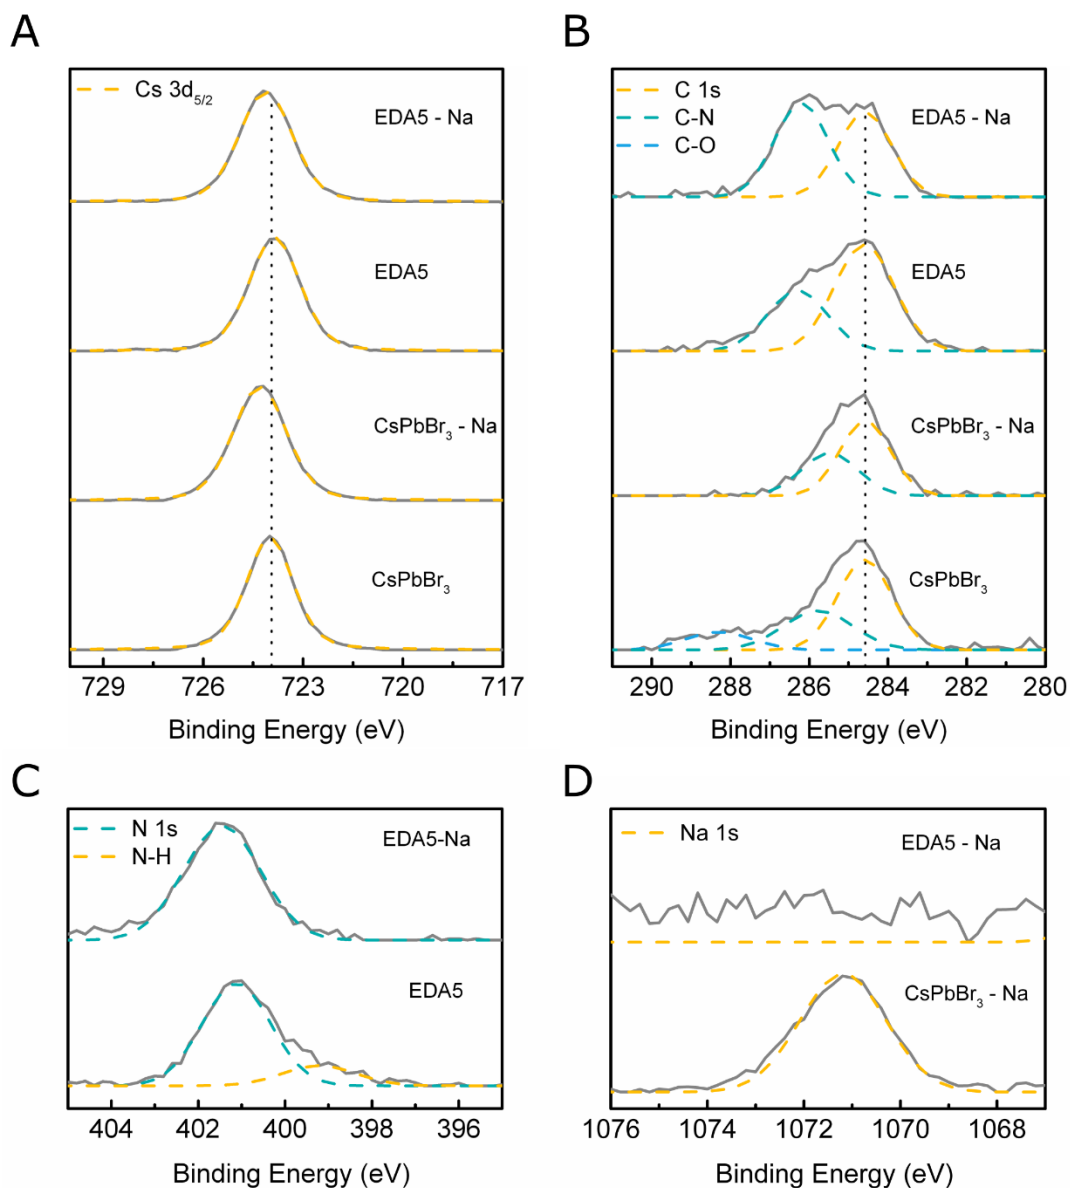 A
Cs 3d5/2
EDA5 - Na
EDA5
CsPbBr3 - Na
CsPbBr3
729 726 723 720 717
Binding Energy (eV)
B
C 1s
C-N
C-O
EDA5 - Na
EDA5
CsPbBr3 - Na
CsPbBr3
290 288 286 284 282 280
Binding Energy (eV)
C
N 1s
N-H
EDA5-Na
EDA5
404 402 400 398 396
Binding Energy (eV)
D
Na 1s
EDA5 - Na
CsPbBr3 - Na
1076 1074 1072 1070 1068
Binding Energy (eV)